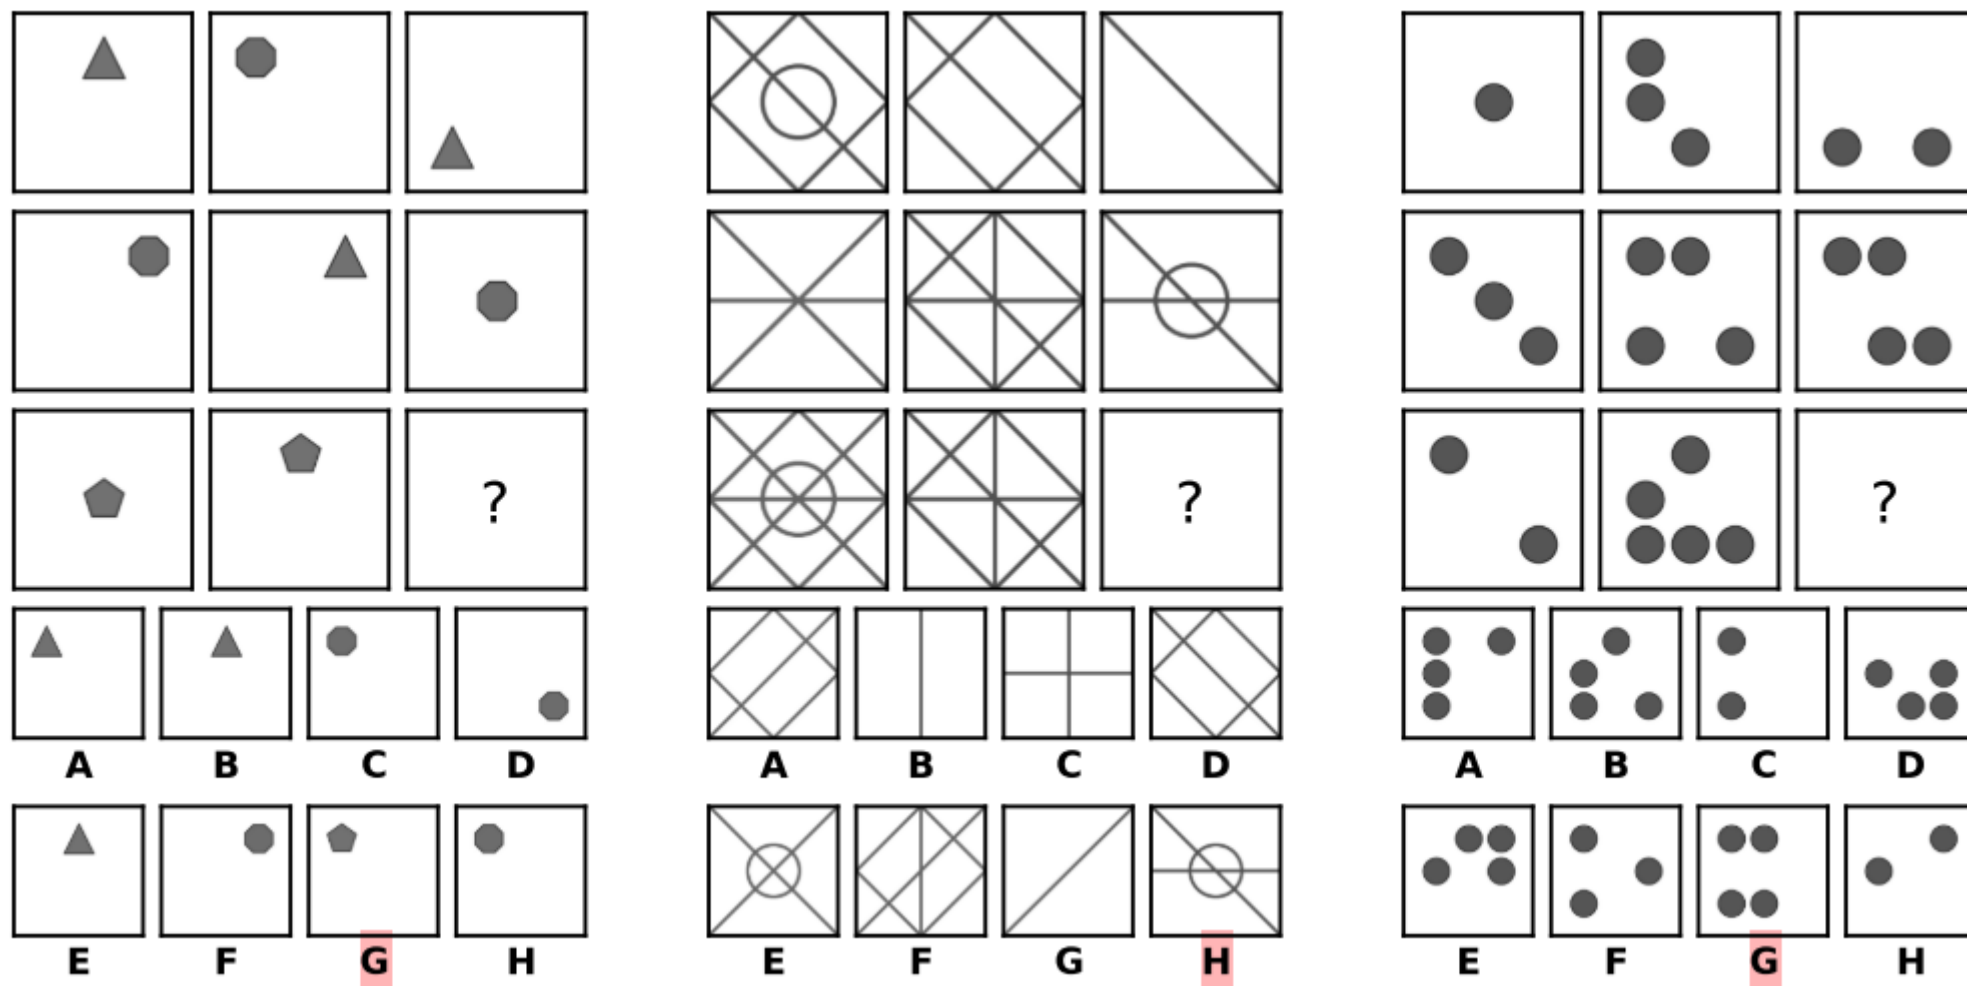 ? ? ?
A B C D A B C D A B C D
E F G H E F G H E F G H